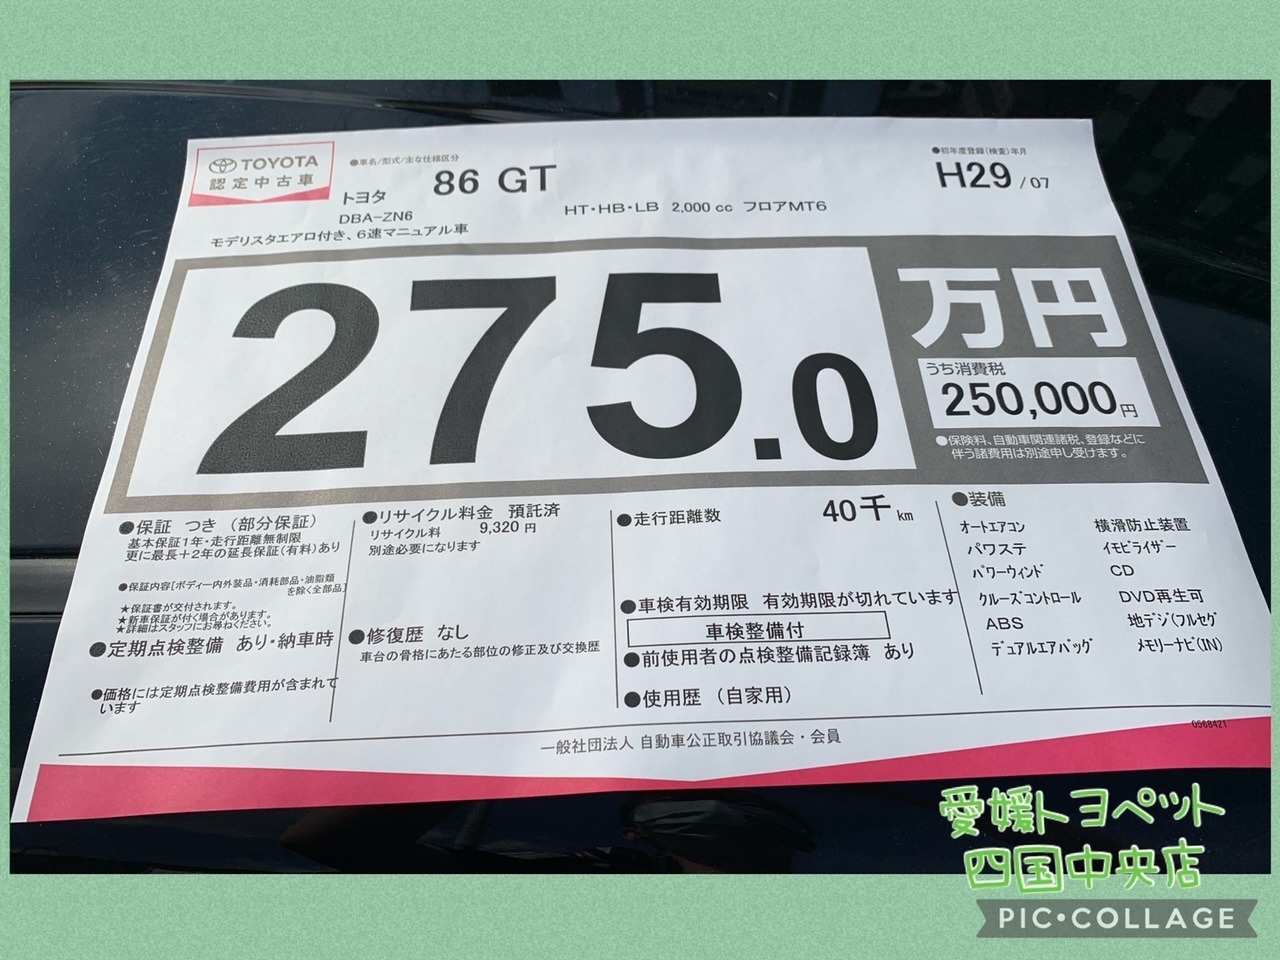 TOYOTA
認定中古車
●車名/型式/主な仕様区分
トヨタ 86 GT
DBA-ZN6 HT・HB・LB 2,000 cc フロアMT6
モデリスタエアロ付き、6速マニュアル車
●初年度登録(検査)年月
H29 / 07
275.0
万円
うち消費税
250,000円
●保険料、自動車関連諸税、登録などに
伴う諸費用は別途申し受けます。
●保証 つき (部分保証)
基本保証1年・走行距離無制限
更に最長+2年の延長保証(有料)あり
●保証内容[ボディー内外装品・消耗部品・油脂類
を除く全部品]
★保証書が交付されます。
★新車保証が付く場合があります。
★詳細はスタッフにお尋ねください。
●定期点検整備 あり・納車時
●価格には定期点検整備費用が含まれて
います
●リサイクル料金 預託済
リサイクル料 9,320 円
別途必要になります
●修復歴 なし
車台の骨格にあたる部位の修正及び交換歴
●走行距離数 40千 km
●車検有効期限 有効期限が切れています
車検整備付
●前使用者の点検整備記録簿 あり
●使用歴 (自家用)
●装備
オートエアコン 横滑防止装置
パワステ イモビライザー
パワーウィンド CD
クルーズコントロール DVD再生可
ABS 地デジ(フルセグ
デュアルエアバッグ メモリーナビ(IN)
0568421
一般社団法人 自動車公正取引協議会・会員
愛媛トヨペット
四国中央店
PIC•COLLAGE